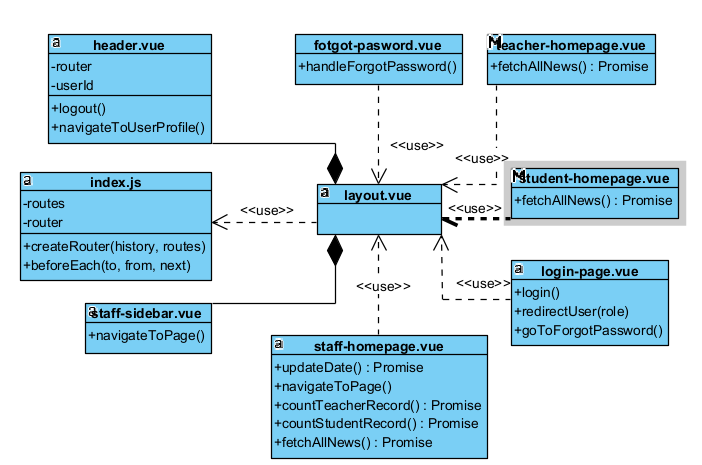 header.vue
-router
-userId
+logout()
+navigateToUserProfile()
fotgot-pasword.vue
+handleForgotPassword()
teacher-homepage.vue
+fetchAllNews() : Promise
<<use>>
<<use>>
student-homepage.vue
+fetchAllNews() : Promise
index.js
-routes
-router
+createRouter(history, routes)
+beforeEach(to, from, next)
<<use>>
layout.vue
<<use>>
staff-sidebar.vue
+navigateToPage()
<<use>>
<<use>>
login-page.vue
+login()
+redirectUser(role)
+goToForgotPassword()
staff-homepage.vue
+updateDate() : Promise
+navigateToPage()
+countTeacherRecord() : Promise
+countStudentRecord() : Promise
+fetchAllNews() : Promise